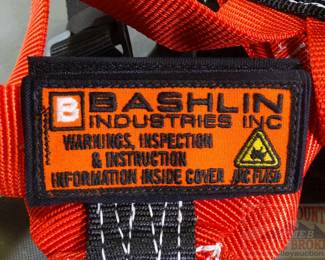 B BASHLIN
INDUSTRIES INC
WARNINGS, INSPECTION
& INSTRUCTION
INFORMATION INSIDE COVER
ARC FLASH